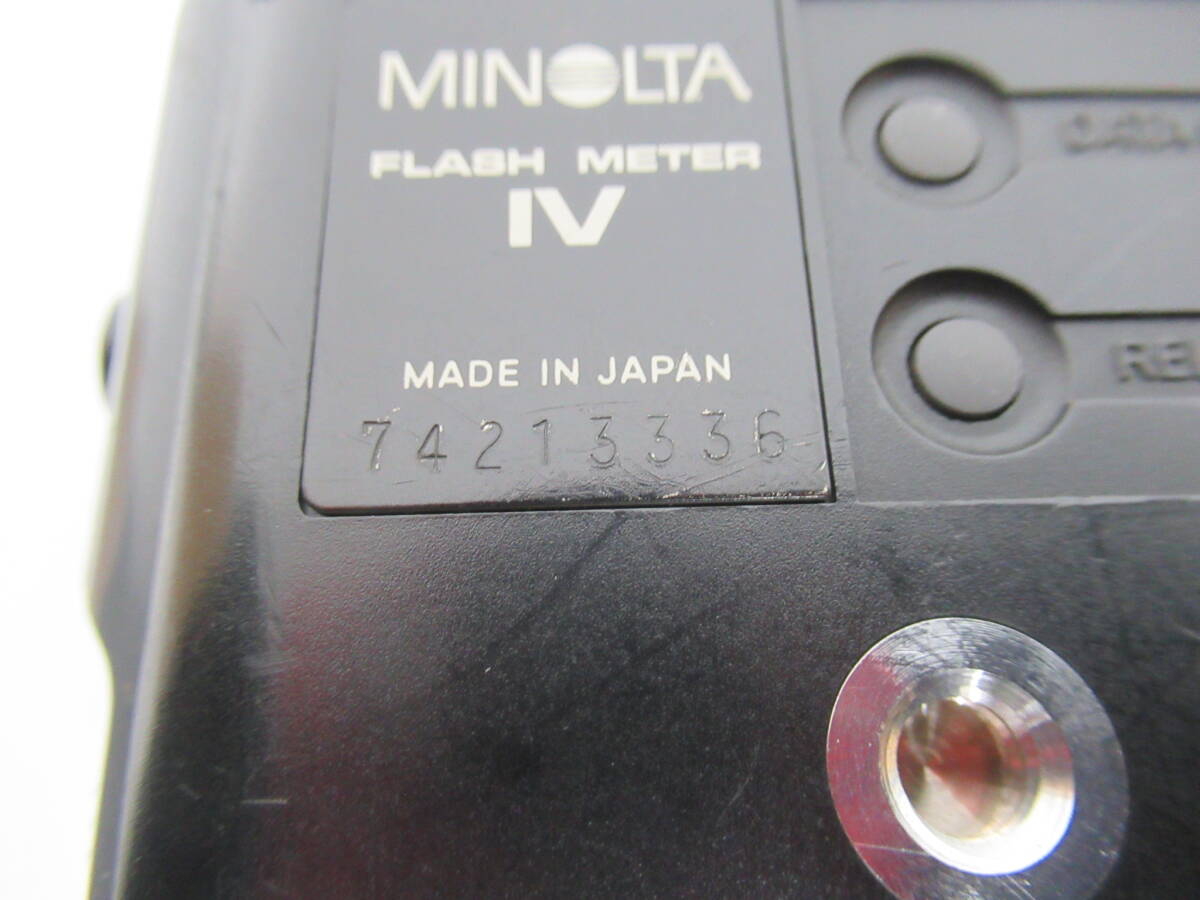 MINOLTA
FLASH METER
IV
MADE IN JAPAN
74213336